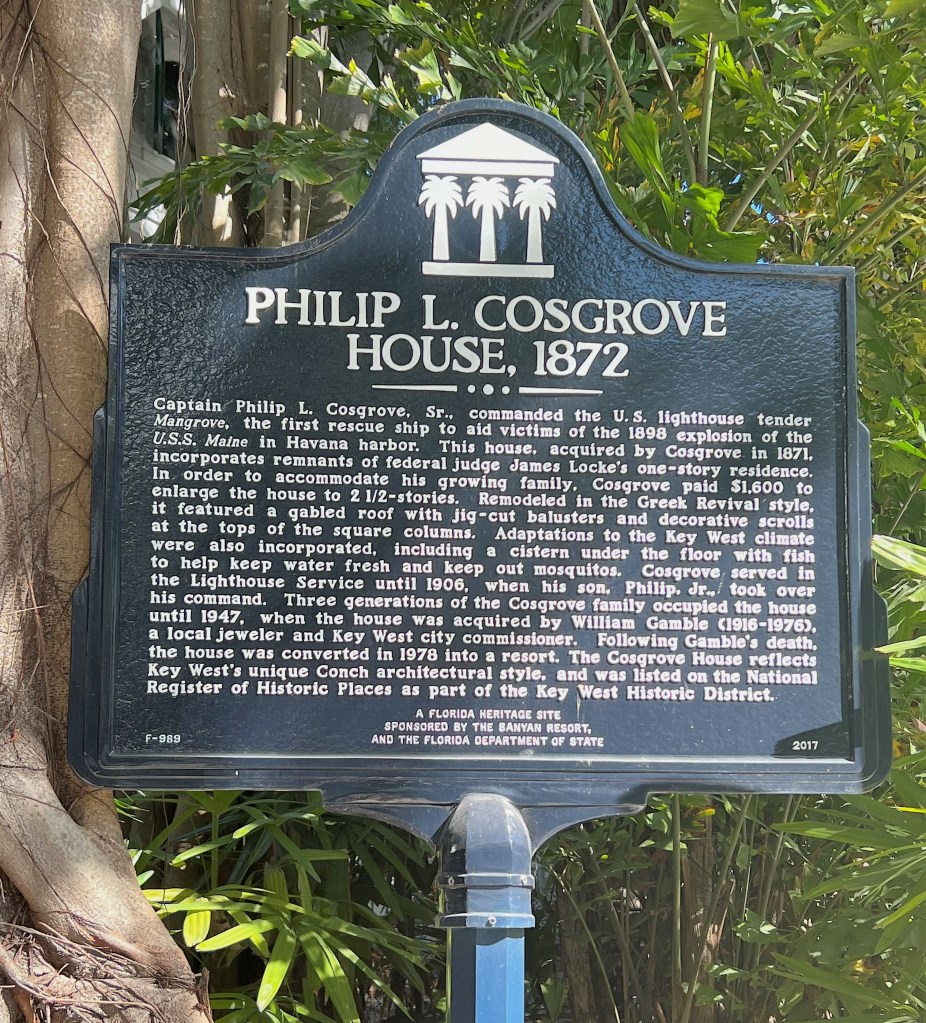 PHILIP L. COSGROVE
HOUSE, 1872
Captain Philip L. Cosgrove, Sr., commanded the U.S. lighthouse tender
Mangrove, the first rescue ship to aid victims of the 1898 explosion of the
U.S.S. Maine in Havana harbor. This house, acquired by Cosgrove in 1871,
incorporates remnants of federal judge James Locke's one-story residence.
In order to accommodate his growing family, Cosgrove paid $1,600 to
enlarge the house to 2 1/2-stories. Remodeled in the Greek Revival style,
it featured a gabled roof with jig-cut balusters and decorative scrolls
at the tops of the square columns. Adaptations to the Key West climate
were also incorporated, including a cistern under the floor with fish
to help keep water fresh and keep out mosquitos. Cosgrove served in
the Lighthouse Service until 1906, when his son, Philip, Jr., took over
his command. Three generations of the Cosgrove family occupied the house
until 1947, when the house was acquired by William Gamble (1916-1976),
a local jeweler and Key West city commissioner. Following Gamble's death,
the house was converted in 1978 into a resort. The Cosgrove House reflects
Key West's unique Conch architectural style, and was listed on the National
Register of Historic Places as part of the Key West Historic District.
A FLORIDA HERITAGE SITE
SPONSORED BY THE BANYAN RESORT,
AND THE FLORIDA DEPARTMENT OF STATE
F-989
2017